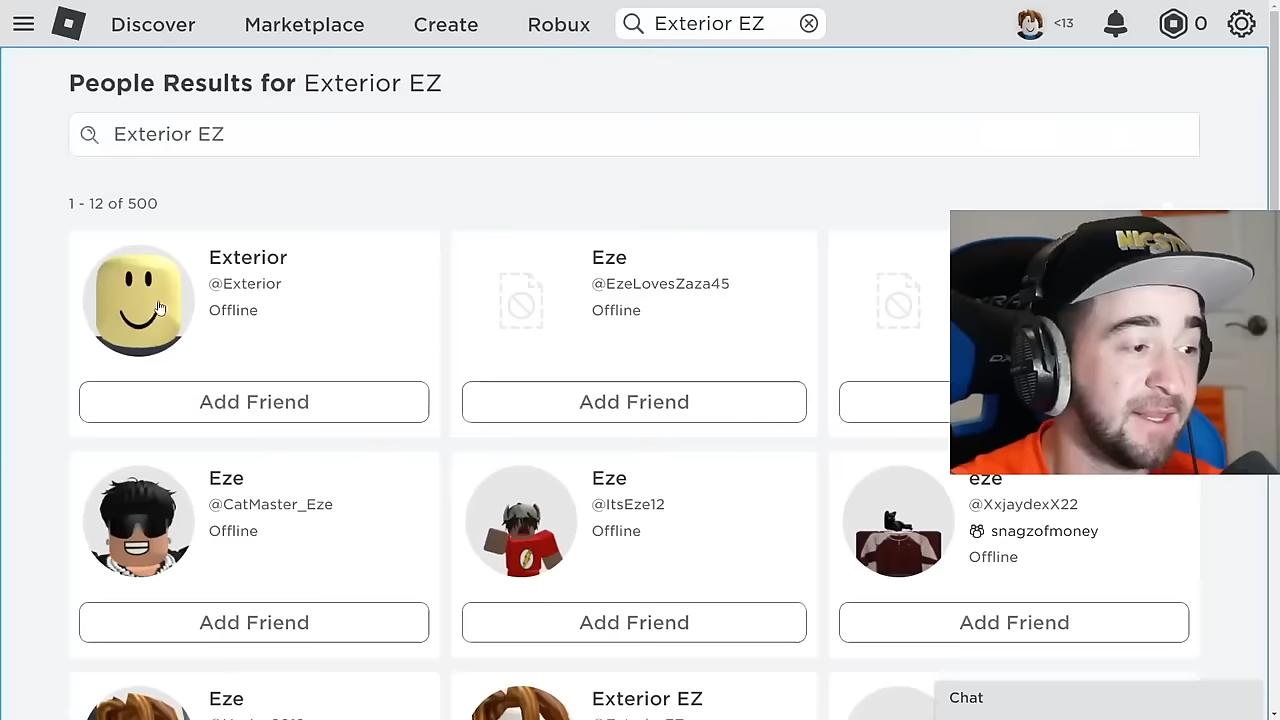 Discover Marketplace Create Robux Exterior EZ <13 0
People Results for Exterior EZ
Exterior EZ
1 - 12 of 500
Exterior
@Exterior
Offline
Add Friend
Eze
@EzeLovesZaza45
Offline
Add Friend
Eze
@CatMaster_Eze
Offline
Add Friend
Eze
@ItsEze12
Offline
Add Friend
eze
@XxjaydexX22
snagzofmoney
Offline
Add Friend
Eze
Exterior EZ
Chat